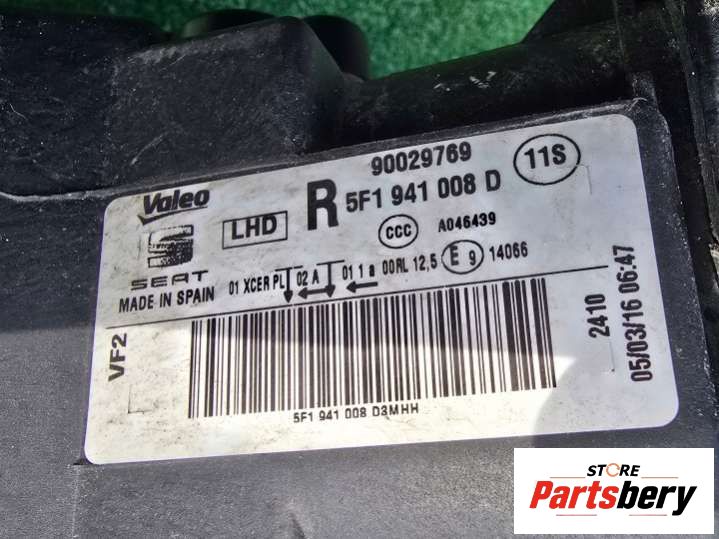 90029769
11S
Valeo
LHD
R 5F1 941 008 D
CCC A046439
SEAT
MADE IN SPAIN
01 XCER PL 02 A 01 1 a 00RL 12,5 E 9 14066
VF2
2410
05/03/16 06:47
5F1 941 008 D3MHH
STORE
Partsbery